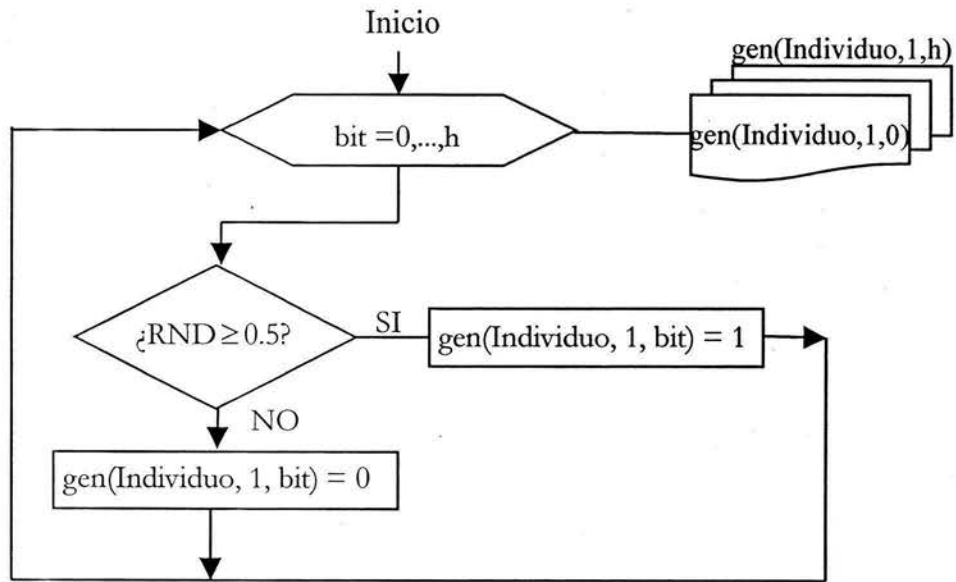 Inicio
gen(Individuo,1,h)
bit =0,...,h
gen(Individuo,1,0)
¿RND ≥ 0.5?
SI
gen(Individuo, 1, bit) = 1
NO
gen(Individuo, 1, bit) = 0